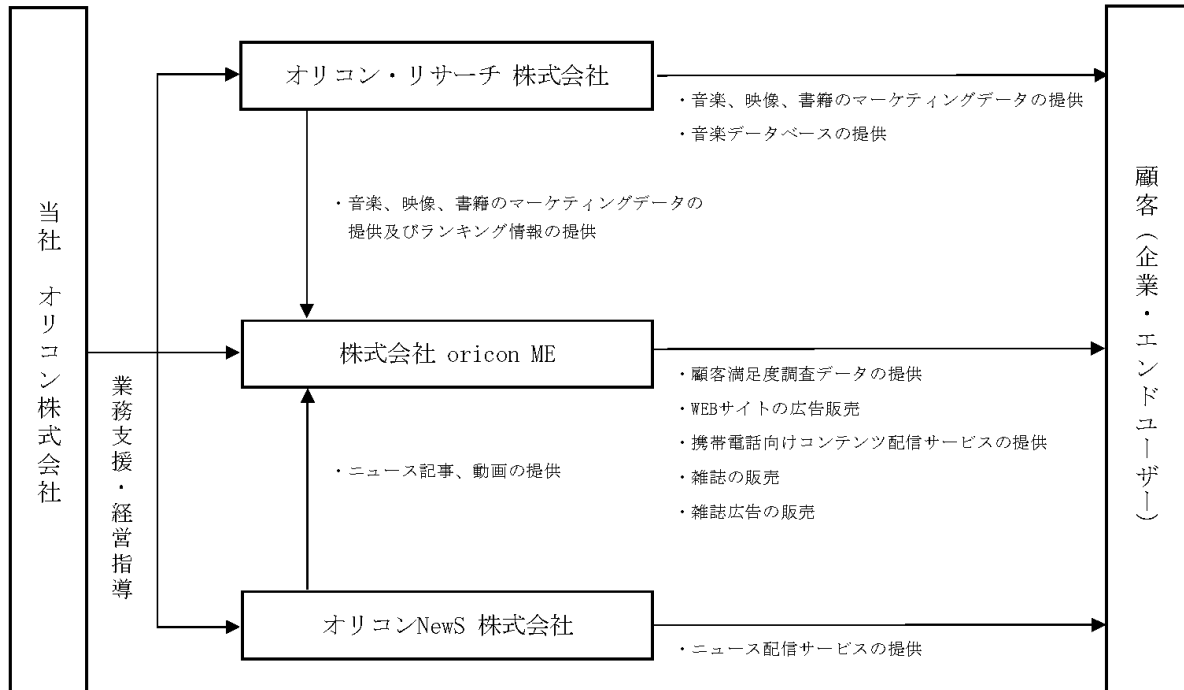 当社 オリコン株式会社
業務支援・経営指導
オリコン・リサーチ 株式会社
・音楽、映像、書籍のマーケティングデータの提供
・音楽データベースの提供
・音楽、映像、書籍のマーケティングデータの
提供及びランキング情報の提供
株式会社 oricon ME
・顧客満足度調査データの提供
・WEBサイトの広告販売
・携帯電話向けコンテンツ配信サービスの提供
・雑誌の販売
・雑誌広告の販売
・ニュース記事、動画の提供
オリコンNewS 株式会社
・ニュース配信サービスの提供
顧客(企業・エンドユーザー)